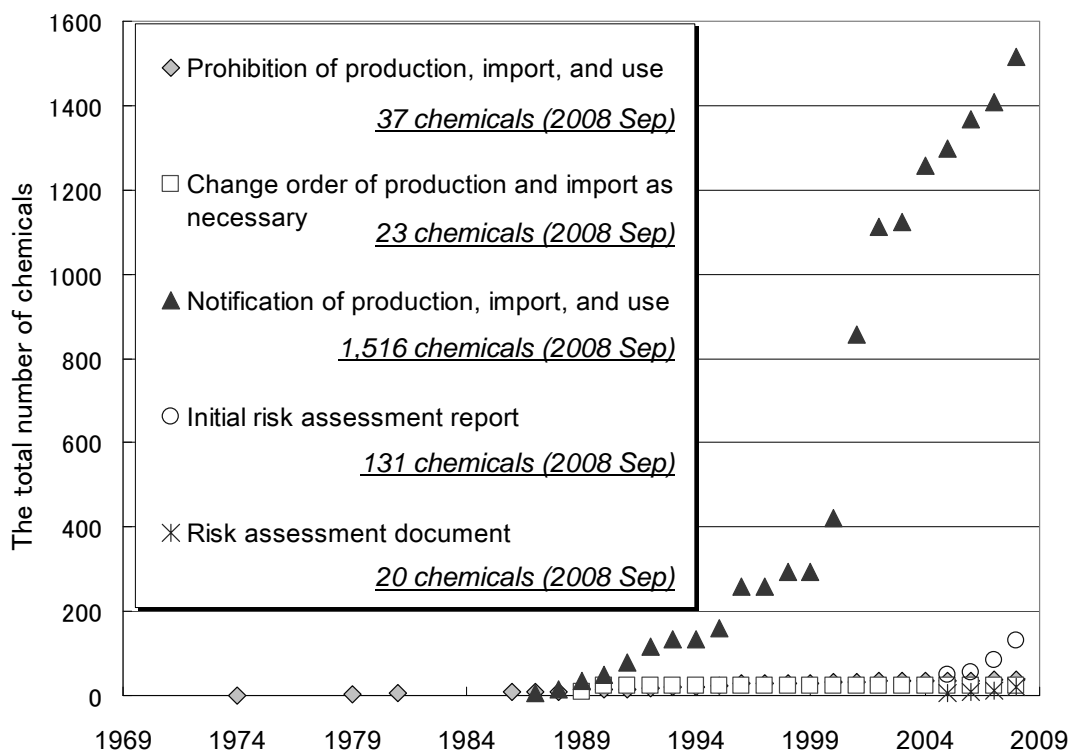 The total number of chemicals
1600
1400
1200
1000
800
600
400
200
0
Prohibition of production, import, and use
37 chemicals (2008 Sep)
Change order of production and import as
necessary
23 chemicals (2008 Sep)
Notification of production, import, and use
1,516 chemicals (2008 Sep)
Initial risk assessment report
131 chemicals (2008 Sep)
Risk assessment document
20 chemicals (2008 Sep)
1969 1974 1979 1984 1989 1994 1999 2004 2009